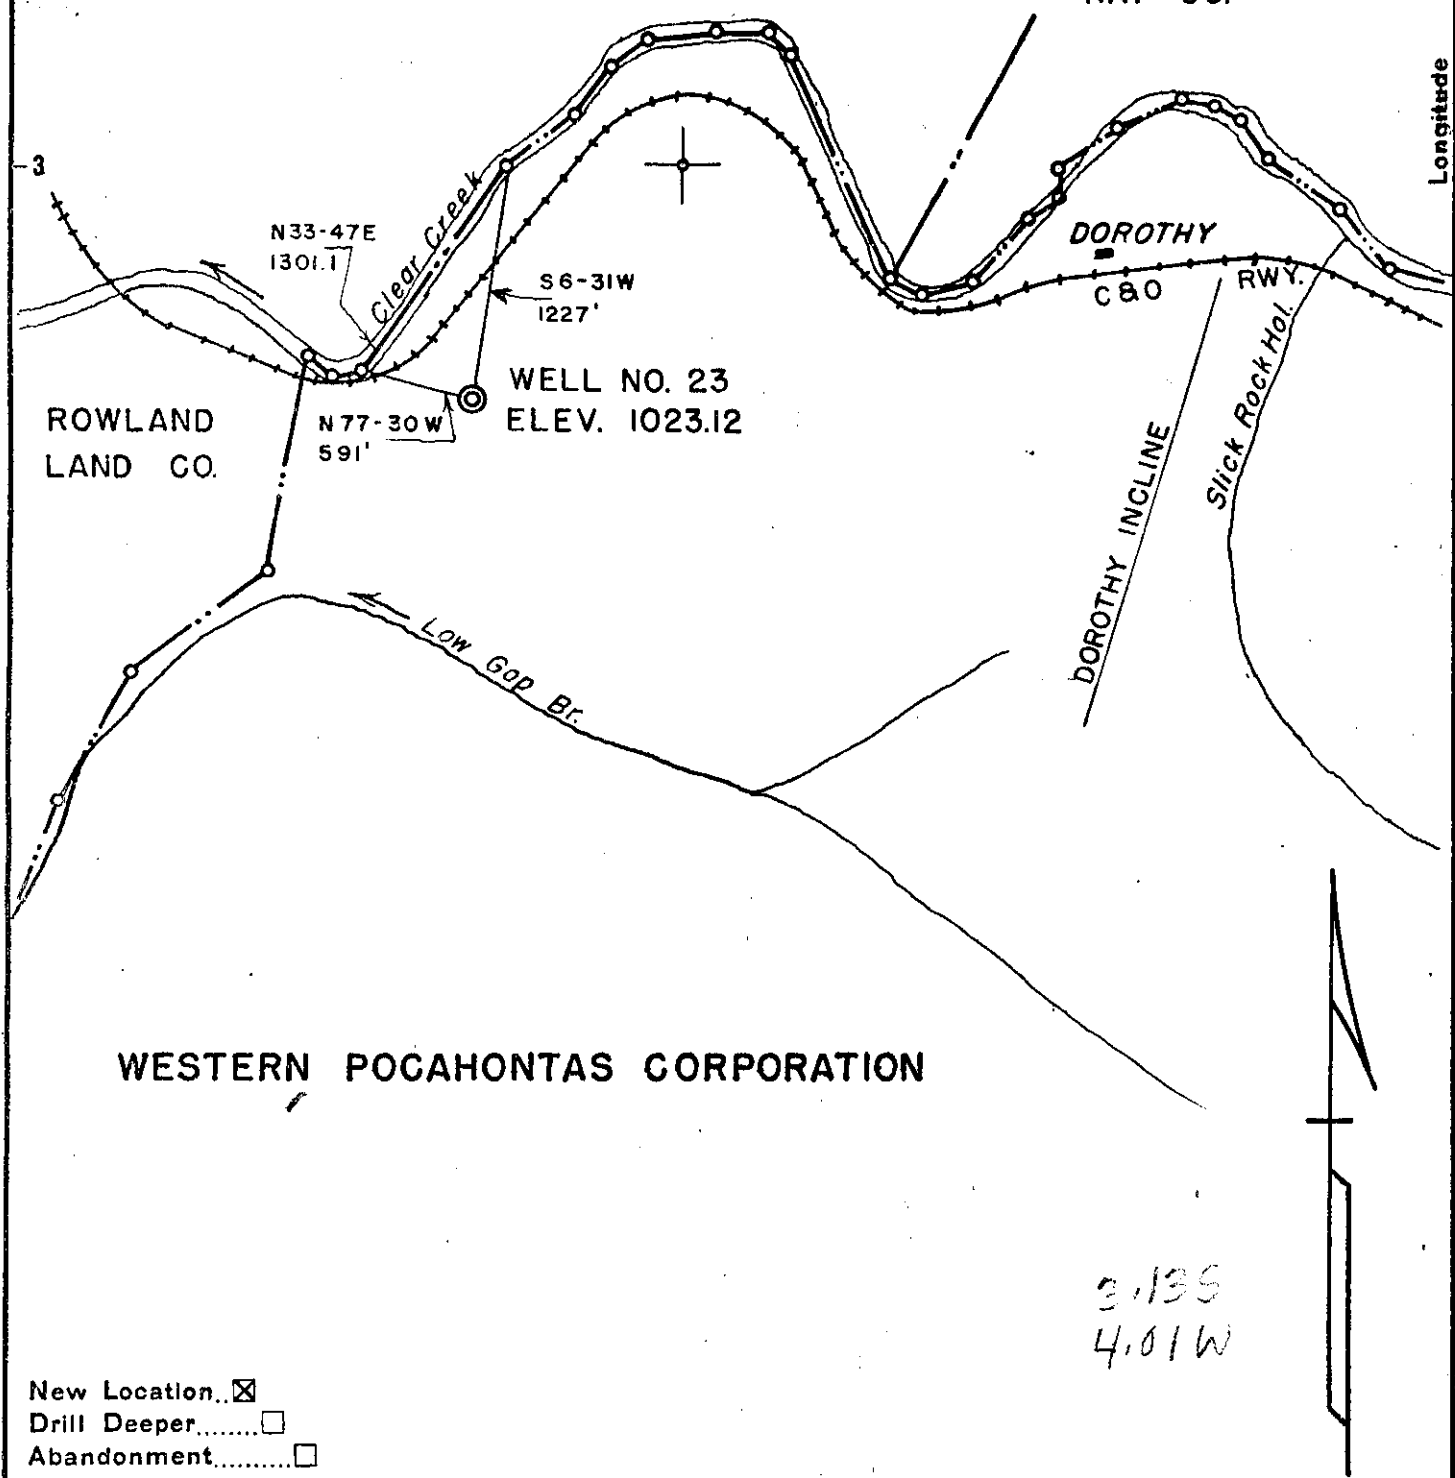 Longitude
3
N33-47E
1301.1
Clear Creek
S6-31W
1227'
DOROTHY
C&O RWY.
Slick Rock Hol.
WELL NO. 23
ELEV. 1023.12
ROWLAND
LAND CO.
N77-30W
591'
DOROTHY INCLINE
Low Gap Br.
WESTERN POCAHONTAS CORPORATION
3.13S
4.01W
New Location..☒
Drill Deeper........☐
Abandonment..........☐